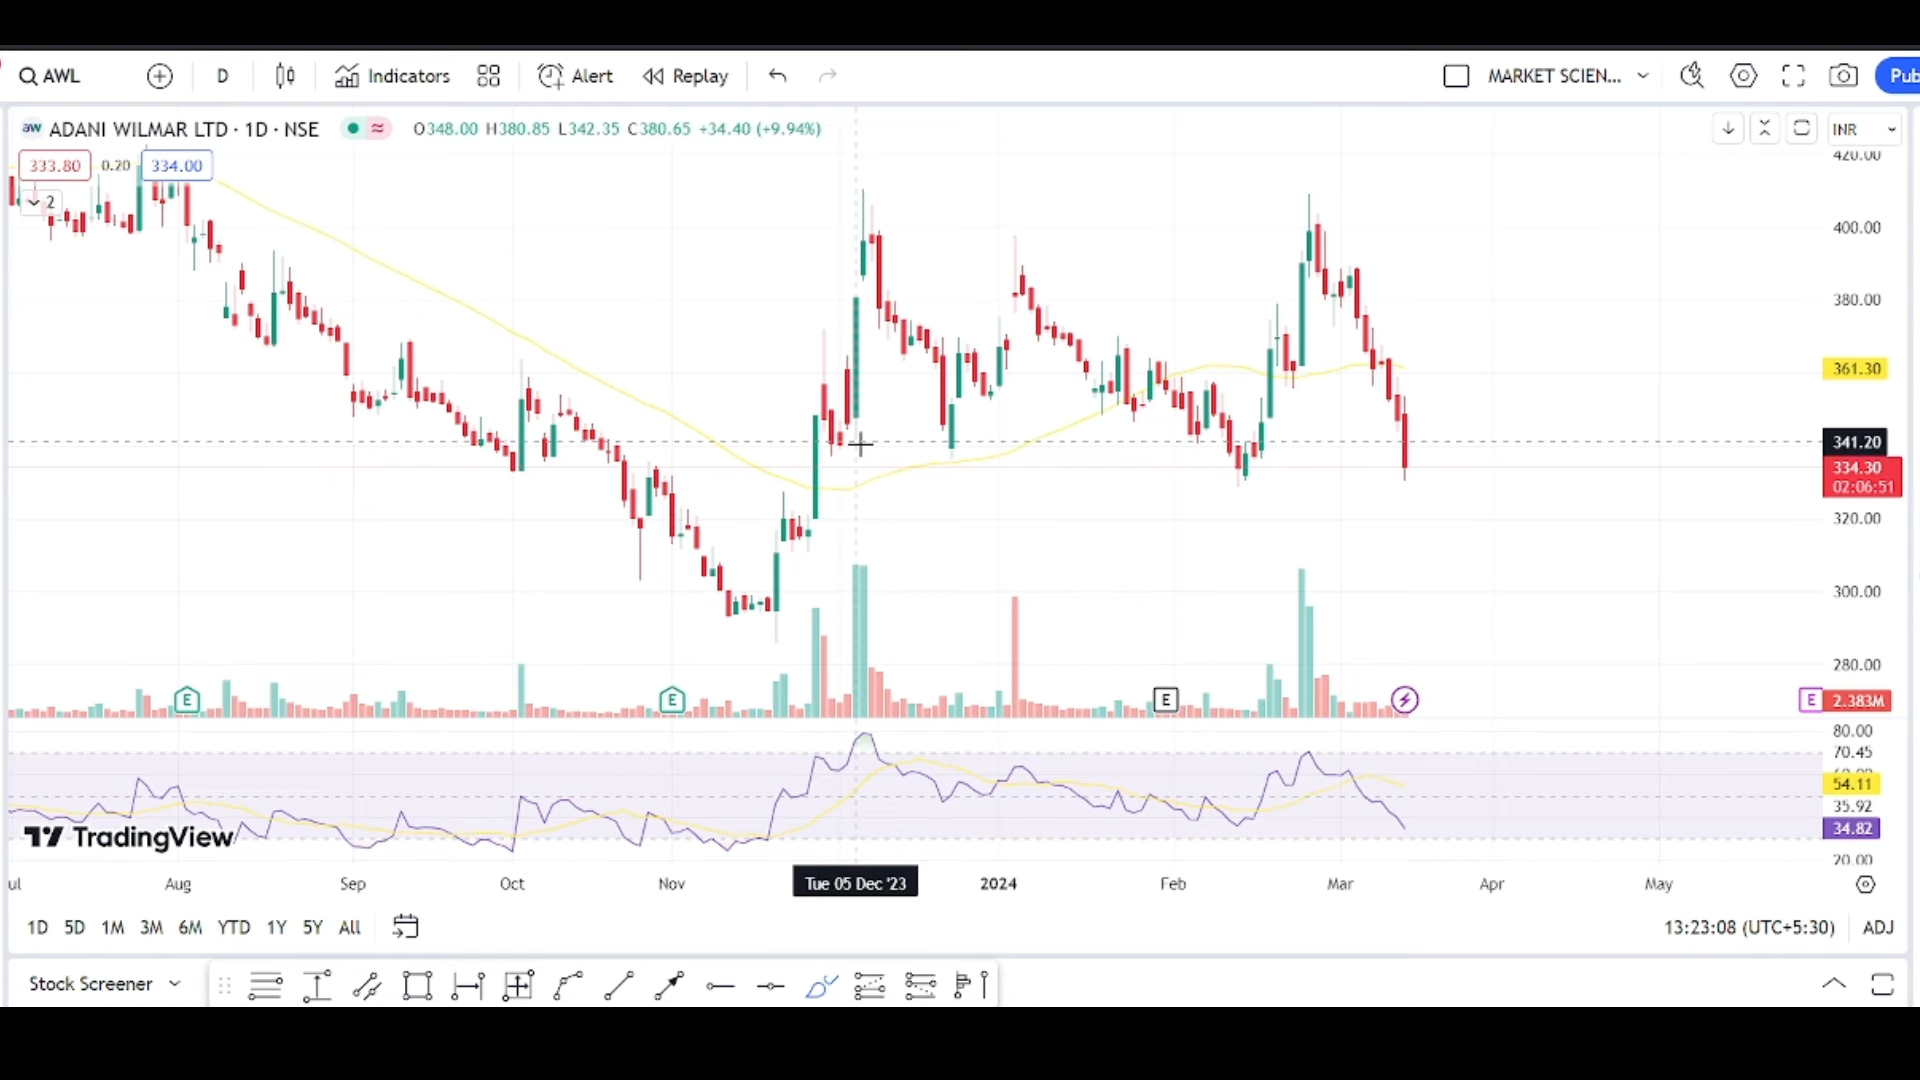 AWL D Indicators Alert Replay MARKET SCIEN... Pub
aw ADANI WILMAR LTD · 1D · NSE O348.00 H380.85 L342.35 C380.65 +34.40 (+9.94%) INR
333.80 0.20 334.00
2
420.00
400.00
380.00
361.30
341.20
334.30
02:06:51
320.00
300.00
280.00
E E E E 2.383M
80.00
70.45
54.11
35.92
34.82
20.00
TradingView
ul Aug Sep Oct Nov Tue 05 Dec '23 2024 Feb Mar Apr May
1D 5D 1M 3M 6M YTD 1Y 5Y All 13:23:08 (UTC+5:30) ADJ
Stock Screener